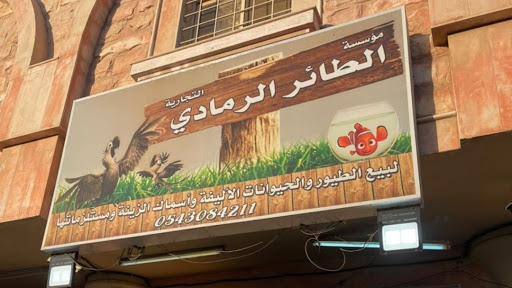 مؤسسة
الطائر الرمادي
التجارية
لبيع الطيور والحيوانات الأليفة وأسماك الزينة ومستلزماتها
0543084211